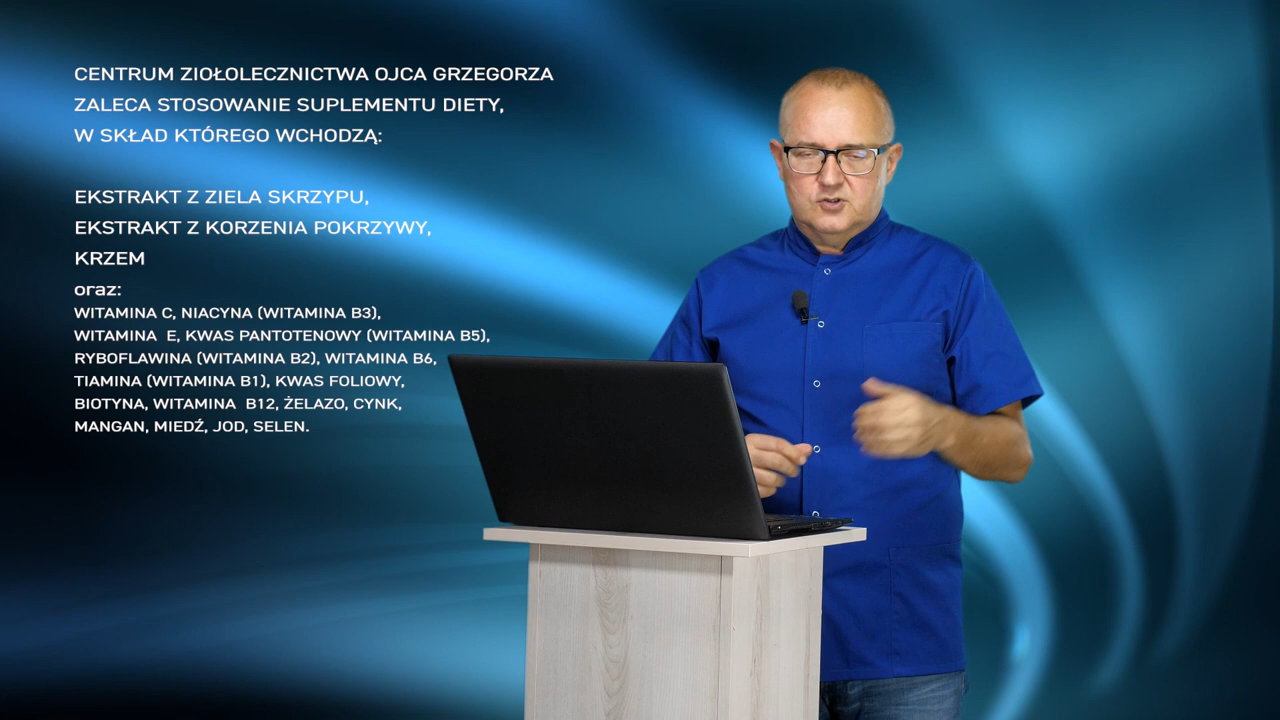 CENTRUM ZIOŁOLECZNICTWA OJCA GRZEGORZA
ZALECA STOSOWANIE SUPLEMENTU DIETY,
W SKŁAD KTÓREGO WCHODZĄ:
EKSTRAKT Z ZIELA SKRZYPU,
EKSTRAKT Z KORZENIA POKRZYWY,
KRZEM
oraz:
WITAMINA C, NIACYNA (WITAMINA B3),
WITAMINA E, KWAS PANTOTENOWY (WITAMINA B5),
RYBOFLAWINA (WITAMINA B2), WITAMINA B6,
TIAMINA (WITAMINA B1), KWAS FOLIOWY,
BIOTYNA, WITAMINA B12, ŻELAZO, CYNK,
MANGAN, MIEDŹ, JOD, SELEN.